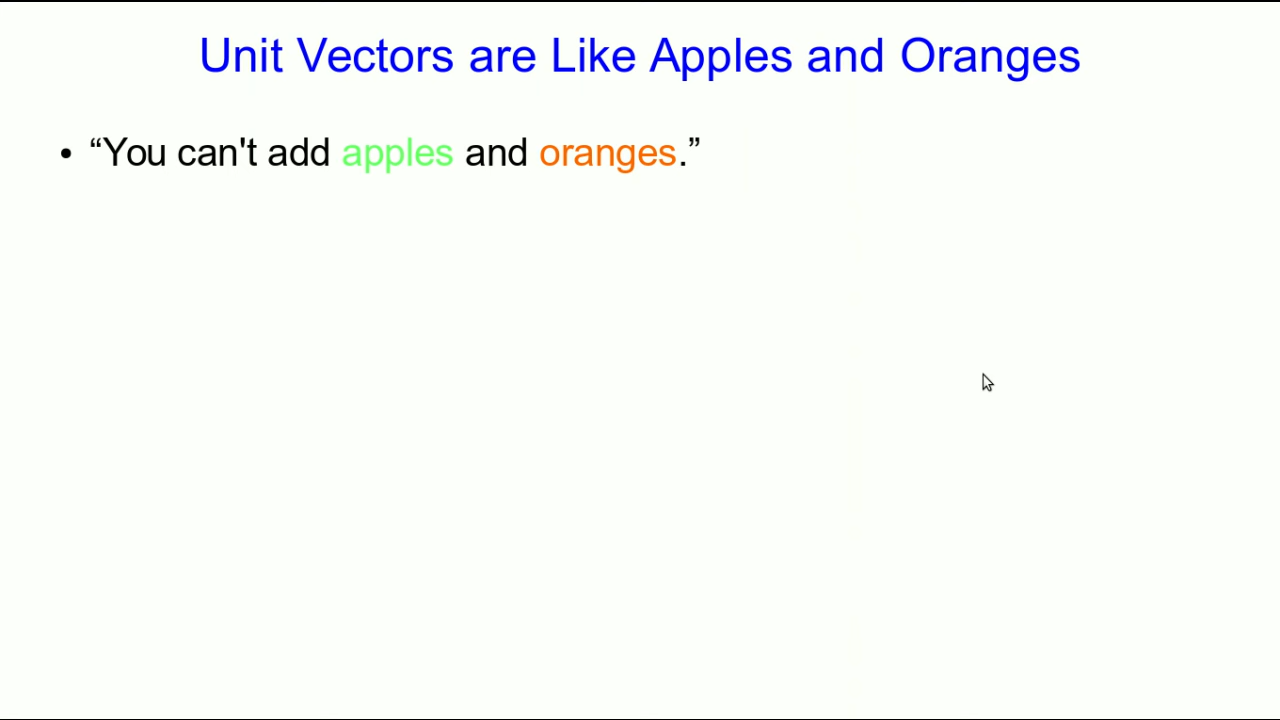 Unit Vectors are Like Apples and Oranges
• “You can't add apples and oranges.”